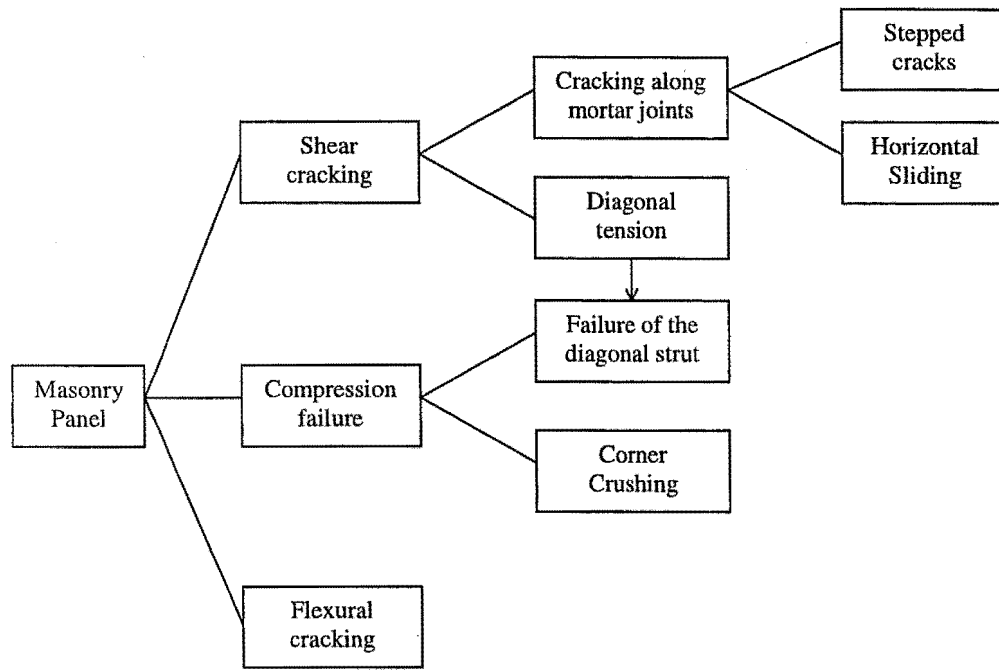 Stepped
cracks
Cracking along
mortar joints
Shear
cracking
Horizontal
Sliding
Diagonal
tension
Failure of the
diagonal strut
Masonry
Panel
Compression
failure
Corner
Crushing
Flexural
cracking